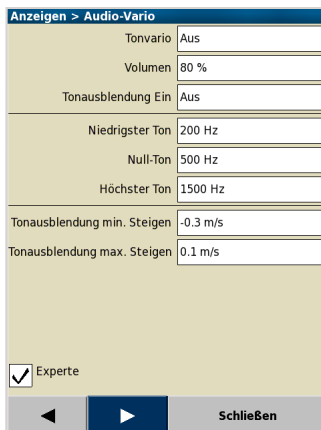 Anzeigen > Audio-Vario
Tonvario Aus
Volumen 80 %
Tonausblendung Ein Aus
Niedrigster Ton 200 Hz
Null-Ton 500 Hz
Höchster Ton 1500 Hz
Tonausblendung min. Steigen -0.3 m/s
Tonausblendung max. Steigen 0.1 m/s
Experte
Schließen